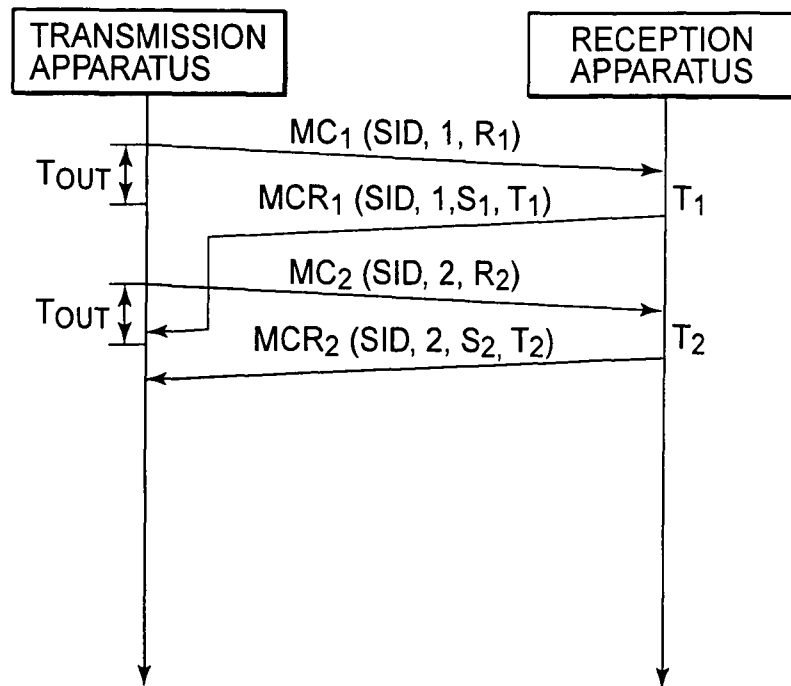 TRANSMISSION
APPARATUS
RECEPTION
APPARATUS
MC1 (SID, 1, R1)
TOUT
MCR1 (SID, 1,S1, T1)
T1
MC2 (SID, 2, R2)
TOUT
MCR2 (SID, 2, S2, T2)
T2